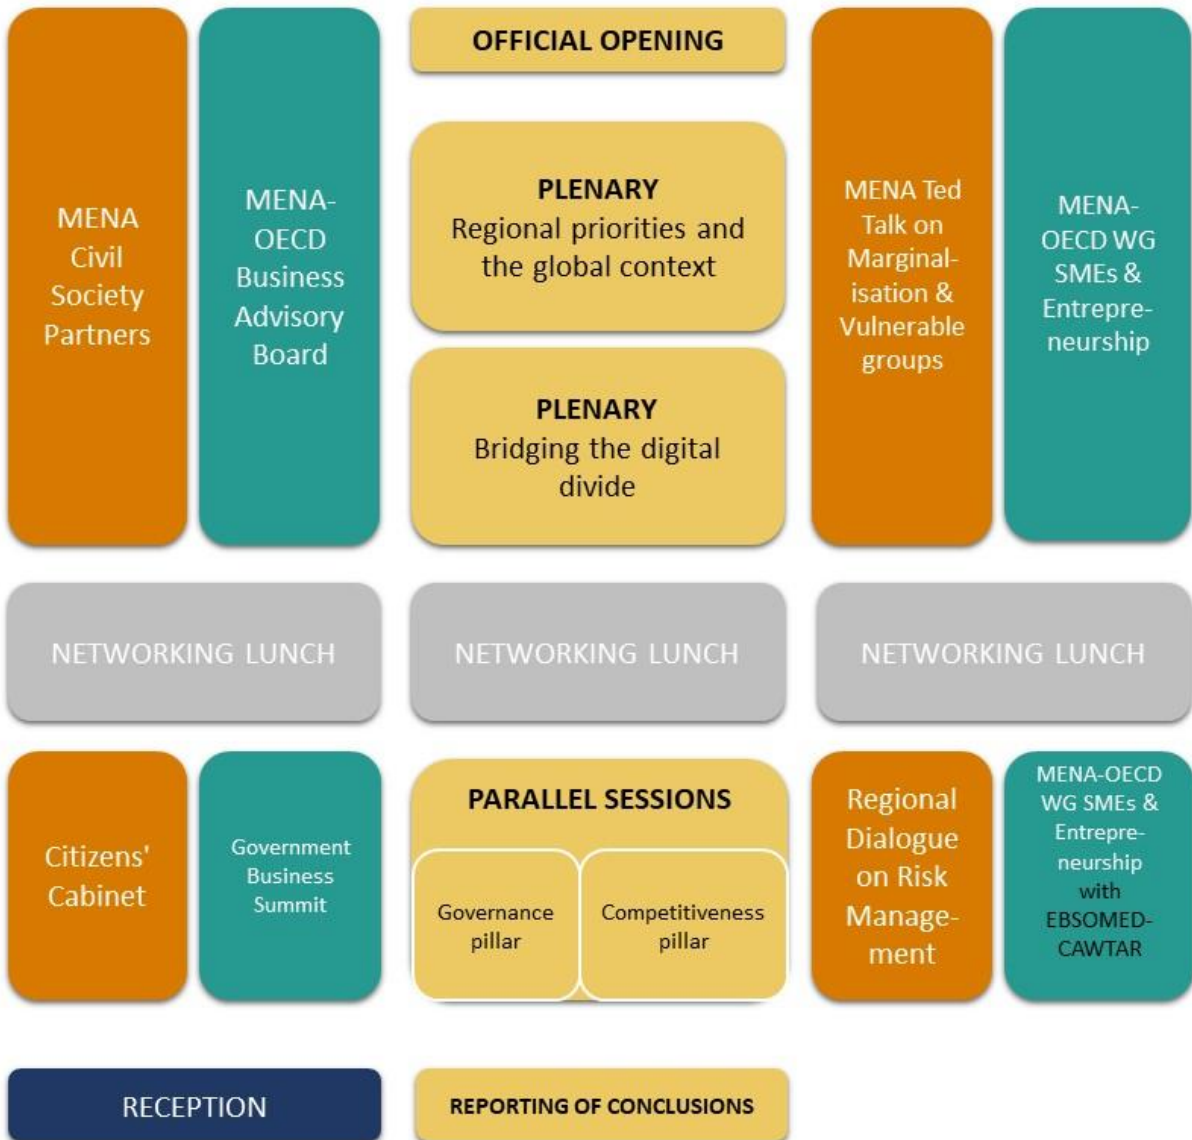 MENA
Civil
Society
Partners
MENA-
OECD
Business
Advisory
Board
OFFICIAL OPENING
PLENARY
Regional priorities and
the global context
PLENARY
Bridging the digital
divide
MENA Ted
Talk on
Marginal-
isation &
Vulnerable
groups
MENA-
OECD WG
SMEs &
Entrepre-
neurship
NETWORKING LUNCH
NETWORKING LUNCH
NETWORKING LUNCH
Citizens'
Cabinet
Government
Business
Summit
PARALLEL SESSIONS
Governance
pillar
Competitiveness
pillar
Regional
Dialogue
on Risk
Manage-
ment
MENA-OECD
WG SMEs &
Entrepre-
neurship
with
EBSOMED-
CAWTAR
RECEPTION
REPORTING OF CONCLUSIONS